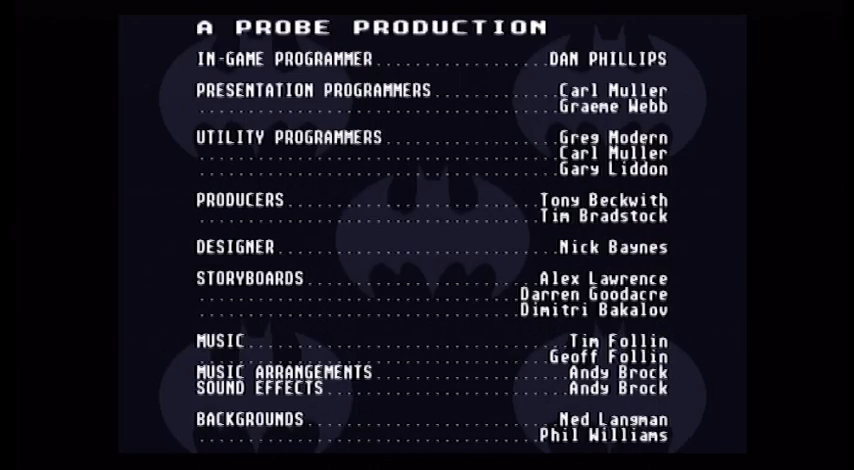 A PROBE PRODUCTION
IN-GAME PROGRAMMER..................DAN PHILLIPS
PRESENTATION PROGRAMMERS.............Carl Muller
.....................................Graeme Webb
UTILITY PROGRAMMERS..................Greg Modern
.....................................Carl Muller
.....................................Gary Liddon
PRODUCERS..........................Tony Beckwith
...................................Tim Bradstock
DESIGNER.............................Nick Baynes
STORYBOARDS........................Alex Lawrence
.................................Darren Goodacre
.................................Dimitri Bakalov
MUSIC.................................Tim Follin
....................................Geoff Follin
MUSIC ARRANGEMENTS....................Andy Brock
SOUND EFFECTS.........................Andy Brock
BACKGROUNDS..........................Ned Langman
...................................Phil Williams